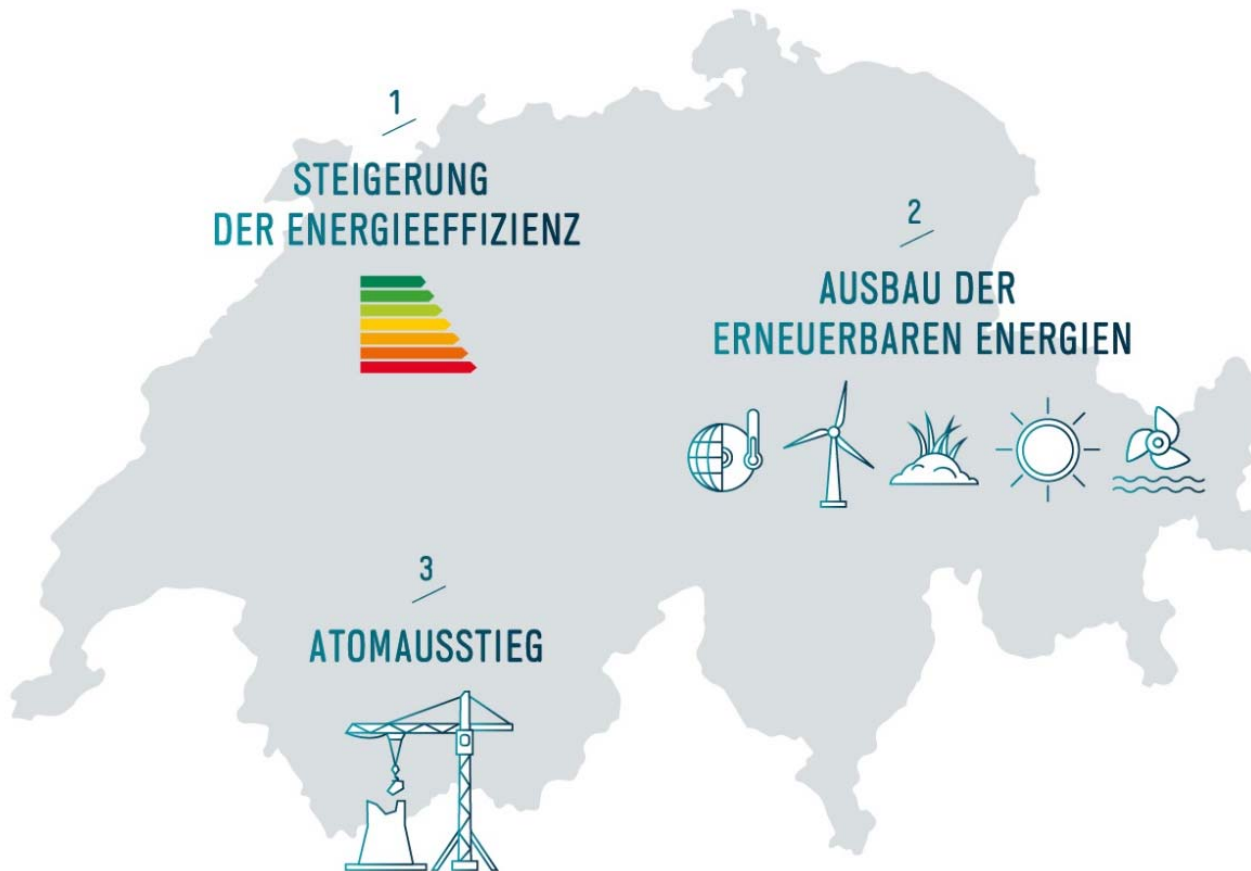 1
STEIGERUNG
DER ENERGIEEFFIZIENZ
2
AUSBAU DER
ERNEUERBAREN ENERGIEN
3
ATOMAUSSTIEG